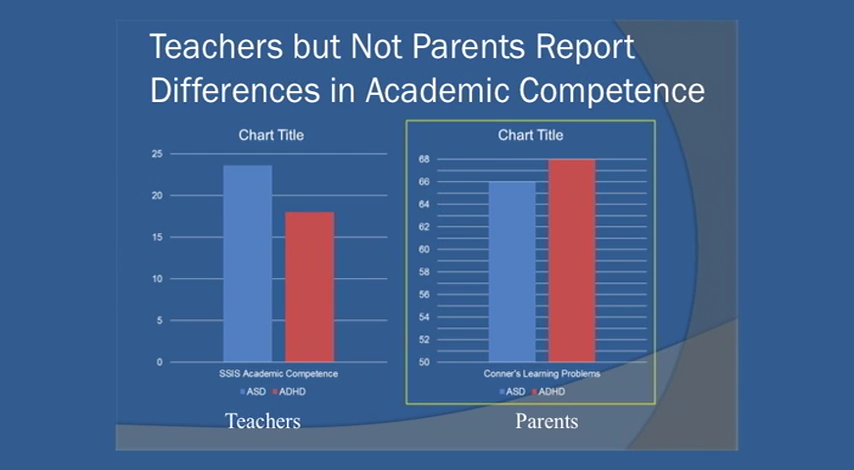 Teachers but Not Parents Report
Differences in Academic Competence
Chart Title
25
20
15
10
5
0
SSIS Academic Competence
ASD ADHD
Teachers
Chart Title
68
66
64
62
60
58
56
54
52
50
Conner's Learning Problems
ASD ADHD
Parents